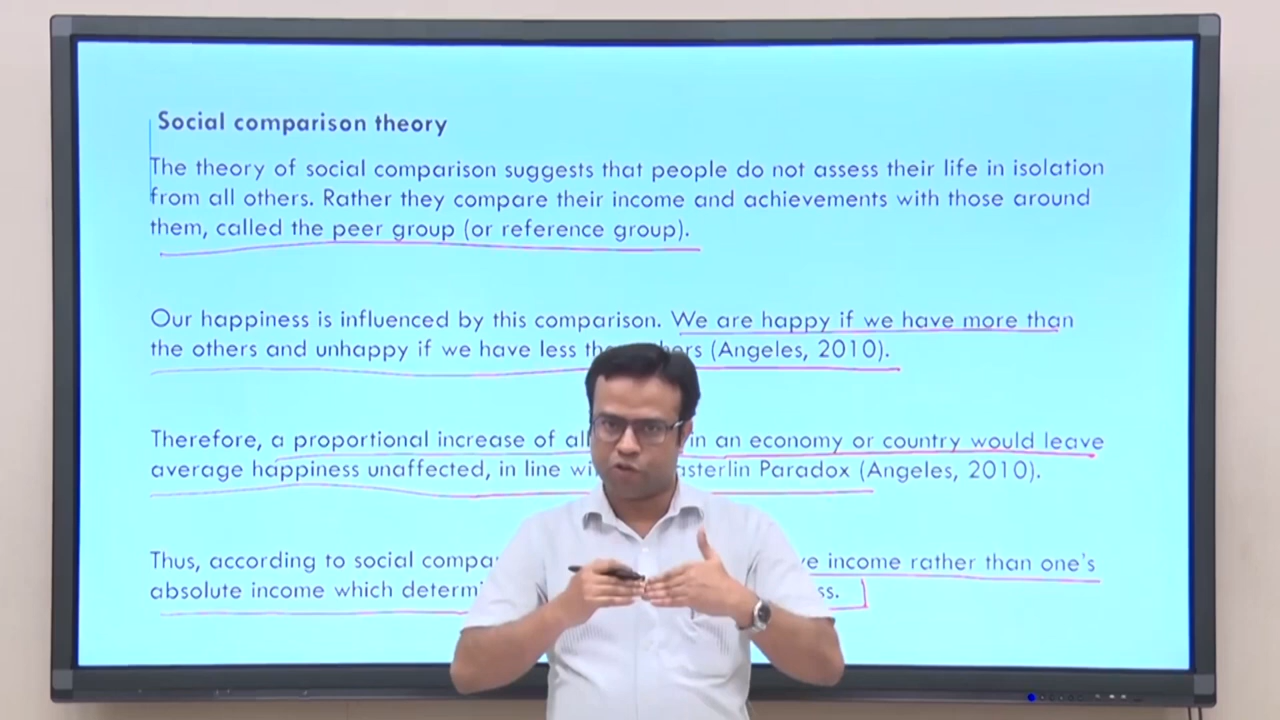 Social comparison theory
The theory of social comparison suggests that people do not assess their life in isolation
from all others. Rather they compare their income and achievements with those around
them, called the peer group (or reference group).
Our happiness is influenced by this comparison. We are happy if we have more than
the others and unhappy if we have less (Angeles, 2010).
Therefore, a proportional increase of all in an economy or country would leave
average happiness unaffected, in line Paradox (Angeles, 2010).
Thus, according to social income rather than one's
absolute income which